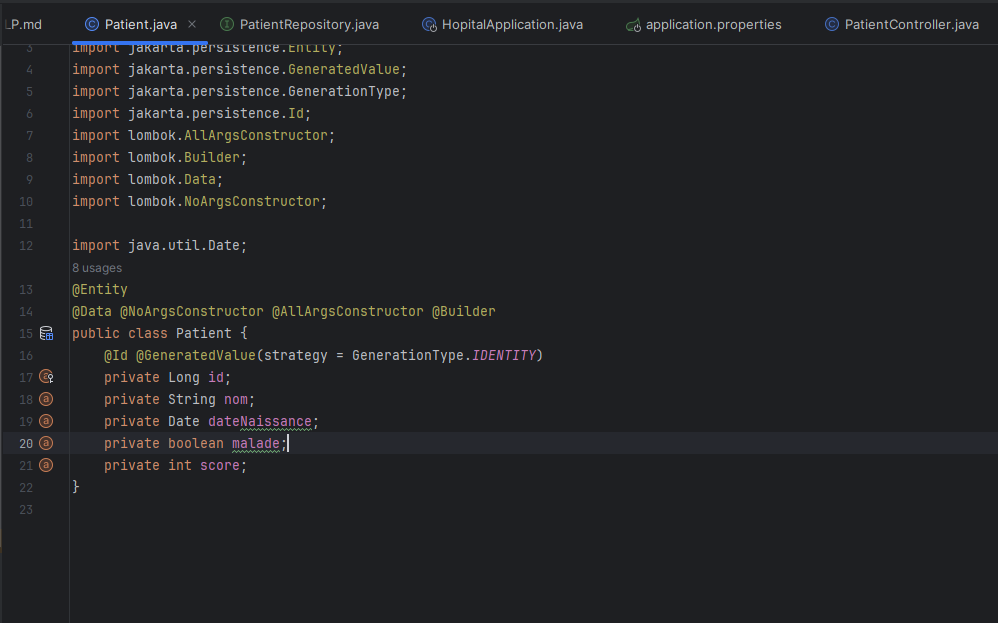 LP.md Patient.java PatientRepository.java HopitalApplication.java application.properties PatientController.java
3 import jakarta.persistence.Entity;
4 import jakarta.persistence.GeneratedValue;
5 import jakarta.persistence.GenerationType;
6 import jakarta.persistence.Id;
7 import lombok.AllArgsConstructor;
8 import lombok.Builder;
9 import lombok.Data;
10 import lombok.NoArgsConstructor;
11
12 import java.util.Date;
8 usages
13 @Entity
14 @Data @NoArgsConstructor @AllArgsConstructor @Builder
15 public class Patient {
16 @Id @GeneratedValue(strategy = GenerationType.IDENTITY)
17 private Long id;
18 private String nom;
19 private Date dateNaissance;
20 private boolean malade;
21 private int score;
22 }
23